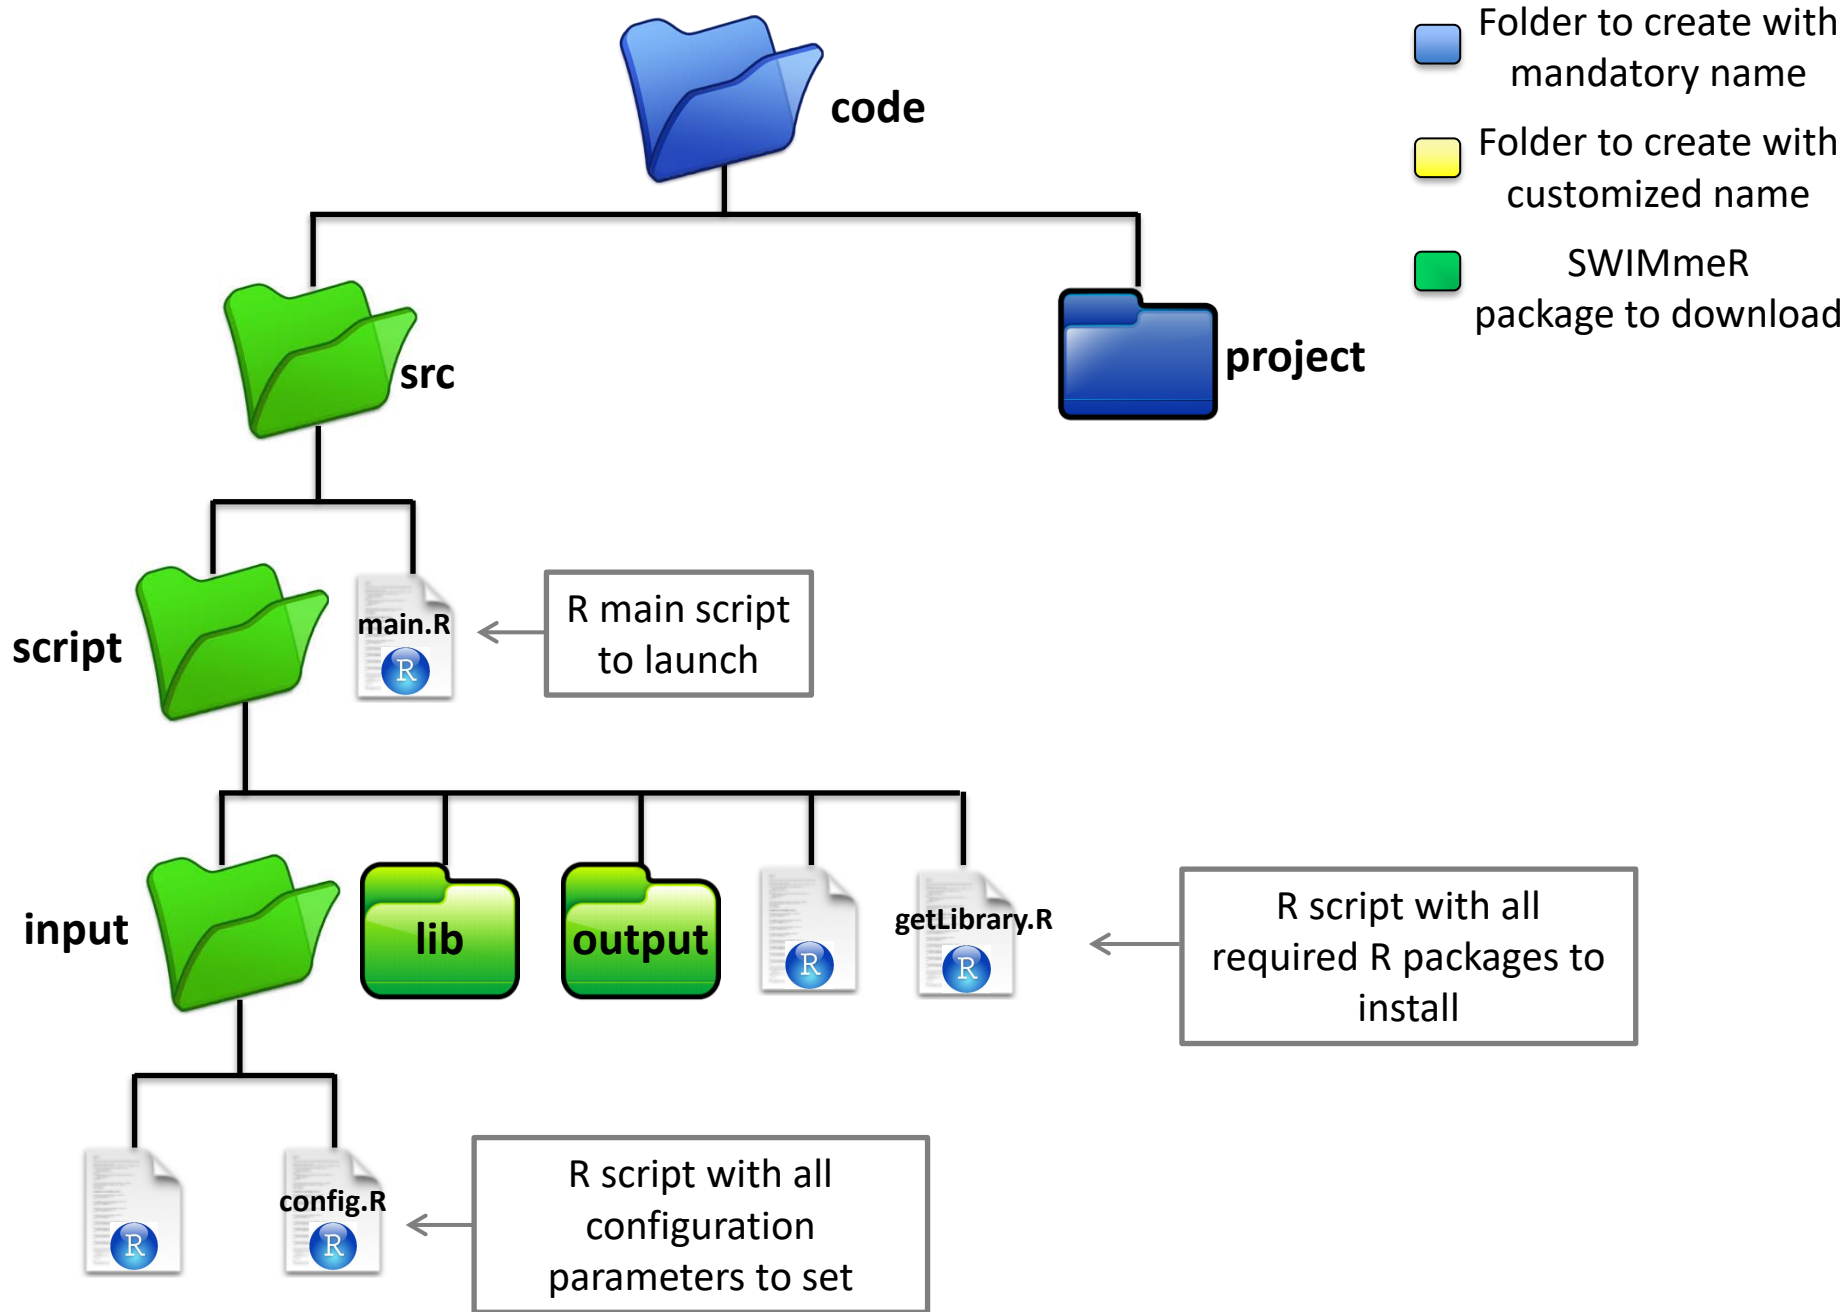 Folder to create with
mandatory name
code
Folder to create with
customized name
SWIMmeR
package to download
src
project
main.R
R
R main script
to launch
script
input
lib
output
R
getLibrary.R
R
R script with all
required R packages to
install
R
config.R
R
R script with all
configuration
parameters to set